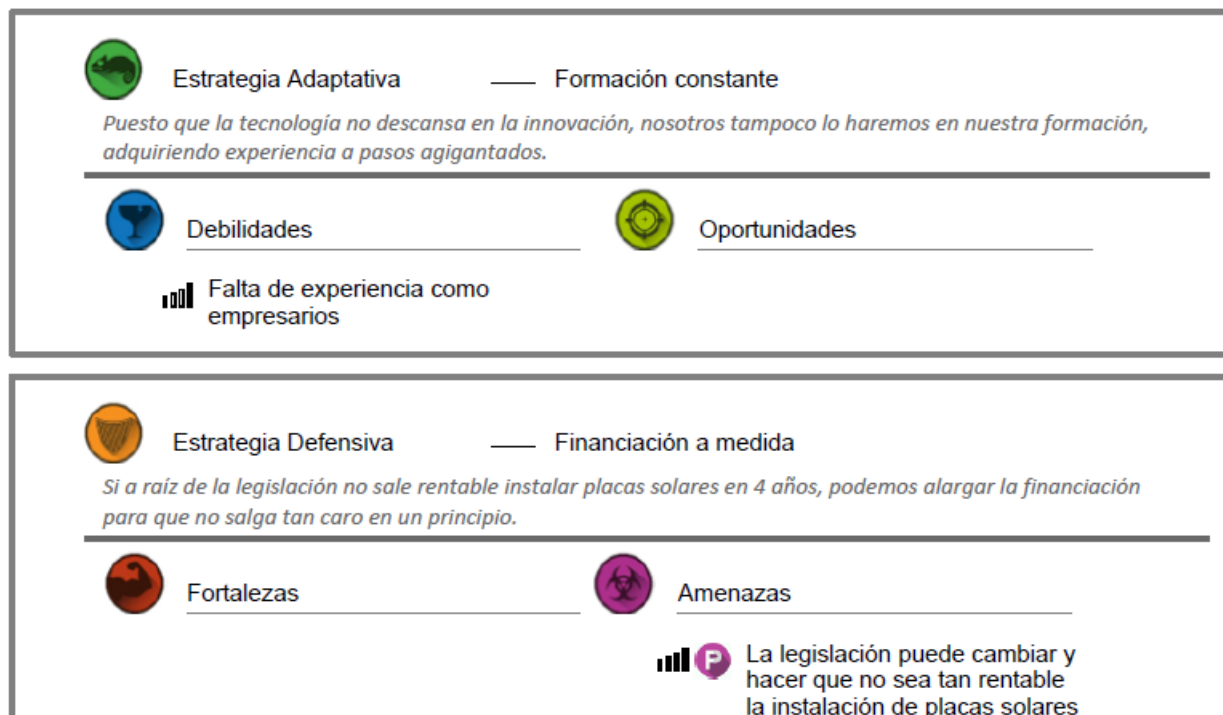 Estrategia Adaptativa — Formación constante
Puesto que la tecnología no descansa en la innovación, nosotros tampoco lo haremos en nuestra formación,
adquiriendo experiencia a pasos agigantados.
Debilidades
Oportunidades
Falta de experiencia como
empresarios
Estrategia Defensiva — Financiación a medida
Si a raíz de la legislación no sale rentable instalar placas solares en 4 años, podemos alargar la financiación
para que no salga tan caro en un principio.
Fortalezas
Amenazas
P
La legislación puede cambiar y
hacer que no sea tan rentable
la instalación de placas solares